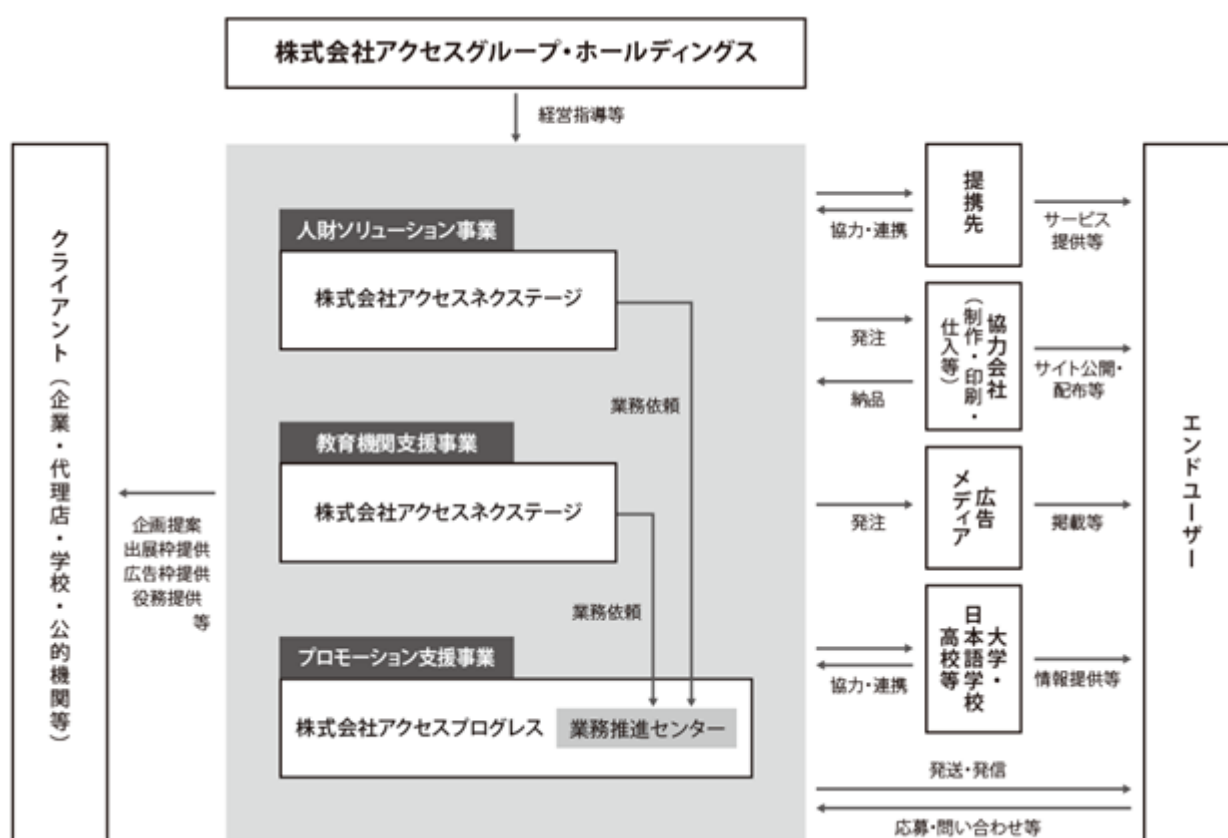 株式会社アクセスグループ・ホールディングス
経営指導等
クライアント（企業・代理店・学校・公的機関等）
企画提案
出展枠提供
広告枠提供
役務提供
等
人財ソリューション事業
株式会社アクセスネクステージ
業務依頼
教育機関支援事業
株式会社アクセスネクステージ
業務依頼
プロモーション支援事業
株式会社アクセスプログレス
業務推進センター
協力・連携
提携先
サービス
提供等
発注
納品
協力会社
（制作・印刷・
仕入等）
サイト公開・
配布等
発注
広告
メディア
掲載等
協力・連携
大学・
日本語学校
高校等
情報提供等
発送・発信
応募・問い合わせ等
エンドユーザー